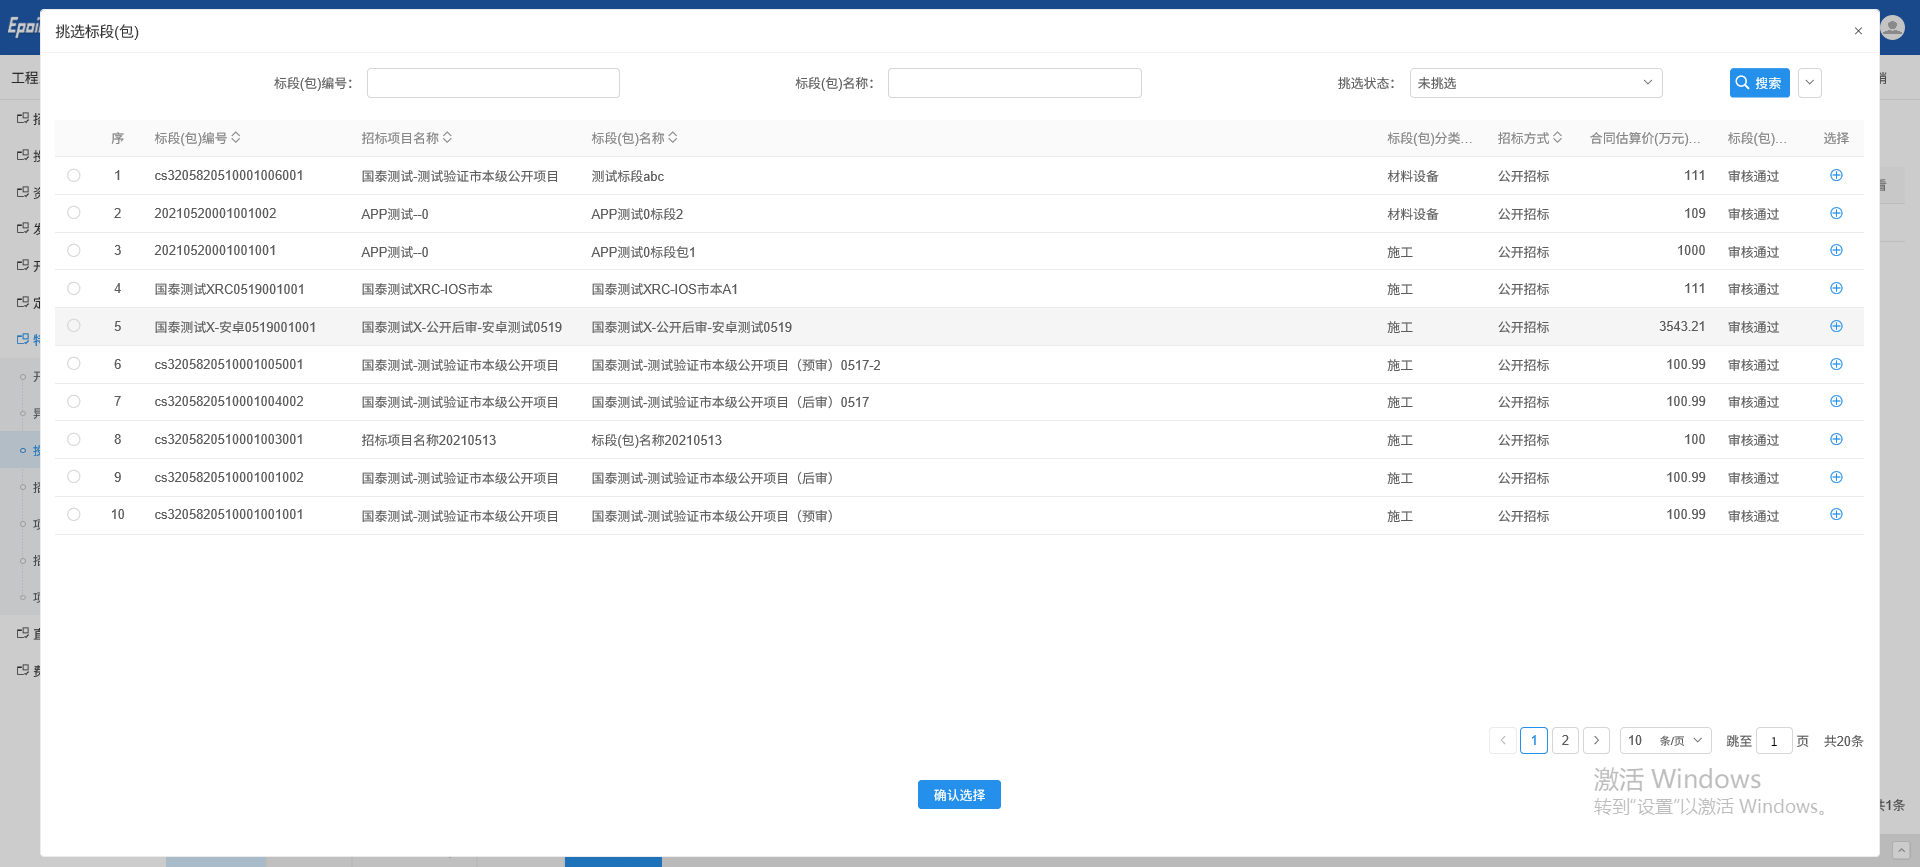 挑选标段(包)
×
标段(包)编号：
标段(包)名称：
挑选状态： 未挑选
搜索
序 标段(包)编号 招标项目名称 标段(包)名称 标段(包)分类... 招标方式 合同估算价(万元)... 标段(包)... 选择
1 cs3205820510001006001 国泰测试-测试验证市本级公开项目 测试标段abc 材料设备 公开招标 111 审核通过
2 20210520001001002 APP测试--0 APP测试0标段2 材料设备 公开招标 109 审核通过
3 20210520001001001 APP测试--0 APP测试0标段包1 施工 公开招标 1000 审核通过
4 国泰测试XRC0519001001 国泰测试XRC-IOS市本 国泰测试XRC-IOS市本A1 施工 公开招标 111 审核通过
5 国泰测试X-安卓0519001001 国泰测试X-公开后审-安卓测试0519 国泰测试X-公开后审-安卓测试0519 施工 公开招标 3543.21 审核通过
6 cs3205820510001005001 国泰测试-测试验证市本级公开项目 国泰测试-测试验证市本级公开项目（预审）0517-2 施工 公开招标 100.99 审核通过
7 cs3205820510001004002 国泰测试-测试验证市本级公开项目 国泰测试-测试验证市本级公开项目（后审）0517 施工 公开招标 100.99 审核通过
8 cs3205820510001003001 招标项目名称20210513 标段(包)名称20210513 施工 公开招标 100 审核通过
9 cs3205820510001001002 国泰测试-测试验证市本级公开项目 国泰测试-测试验证市本级公开项目（后审） 施工 公开招标 100.99 审核通过
10 cs3205820510001001001 国泰测试-测试验证市本级公开项目 国泰测试-测试验证市本级公开项目（预审） 施工 公开招标 100.99 审核通过
1 2 10 条/页 跳至 1 页 共20条
确认选择
激活 Windows
转到“设置”以激活 Windows。
工程
共1条